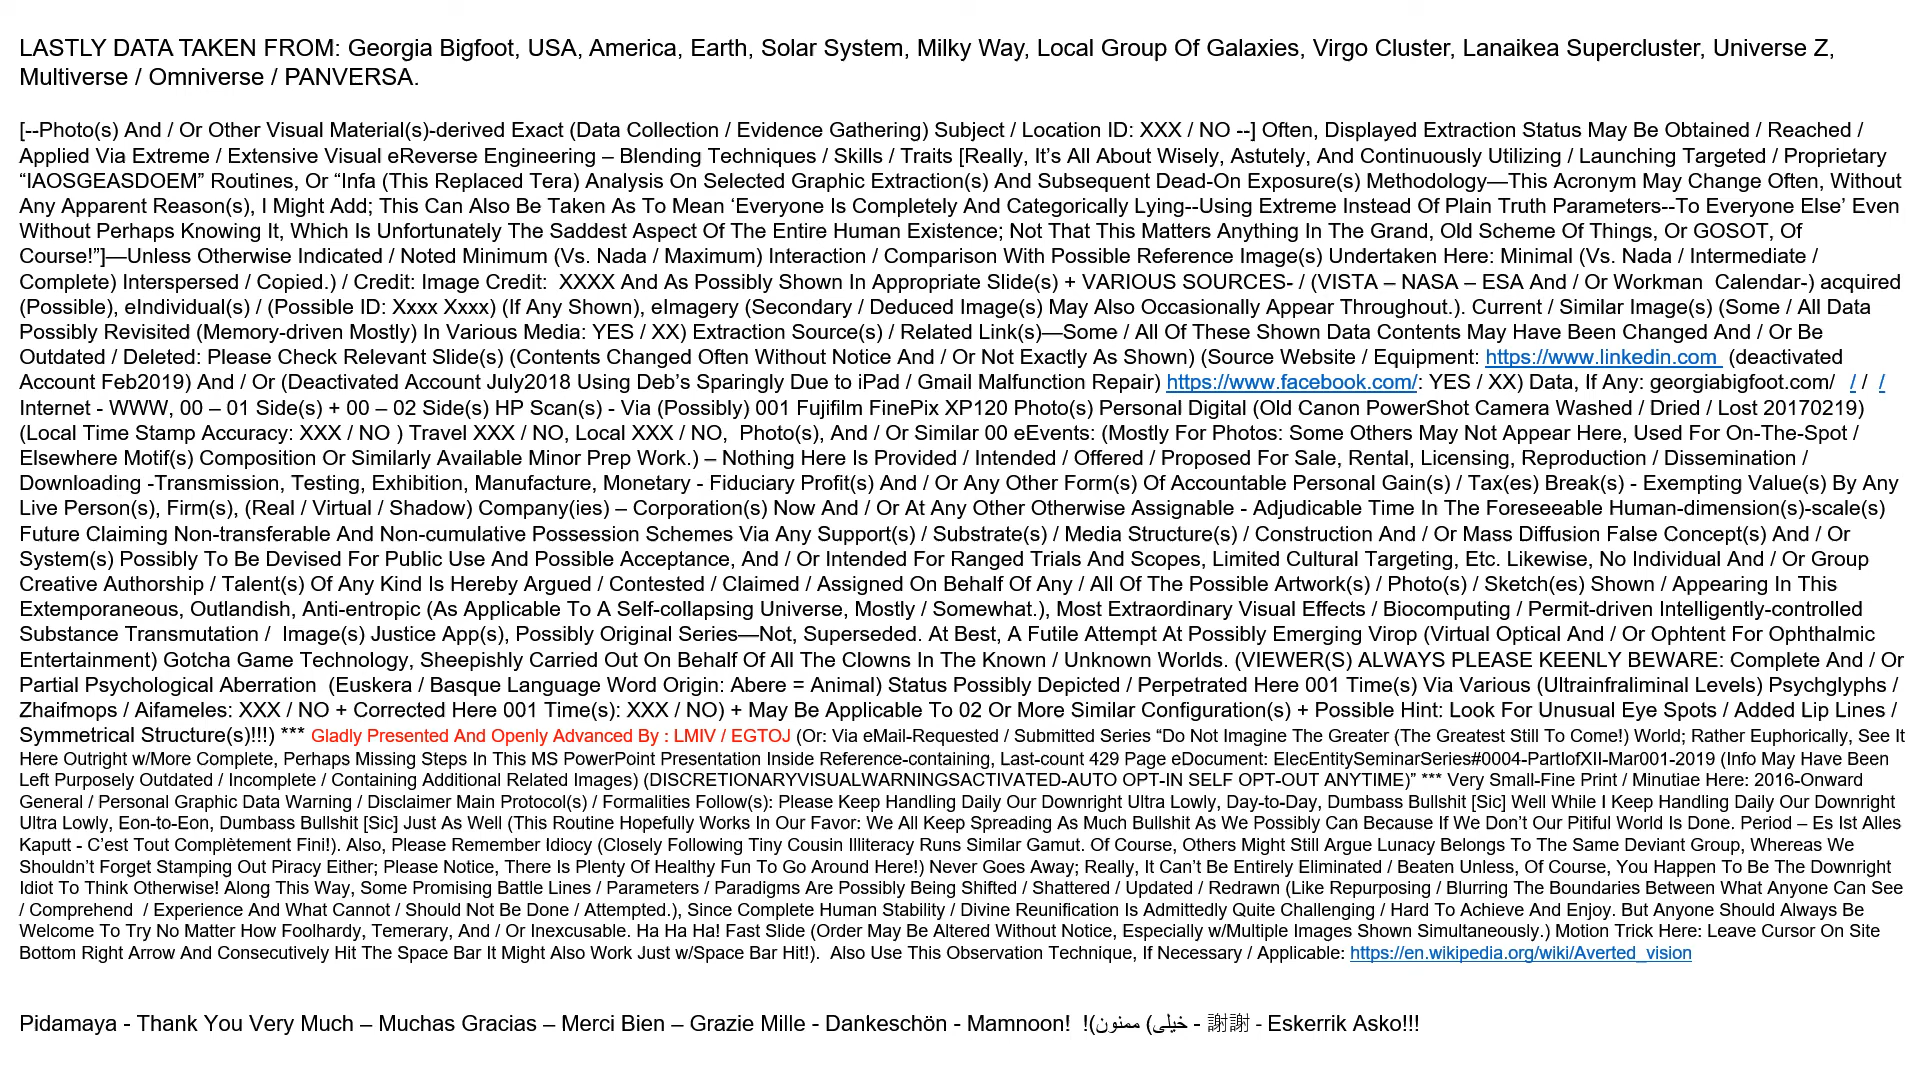 LASTLY DATA TAKEN FROM: Georgia Bigfoot, USA, America, Earth, Solar System, Milky Way, Local Group Of Galaxies, Virgo Cluster, Lanaikea Supercluster, Universe Z,
Multiverse / Omniverse / PANVERSA.
[--Photo(s) And / Or Other Visual Material(s)-derived Exact (Data Collection / Evidence Gathering) Subject / Location ID: XXX / NO --] Often, Displayed Extraction Status May Be Obtained / Reached /
Applied Via Extreme / Extensive Visual eReverse Engineering – Blending Techniques / Skills / Traits [Really, It’s All About Wisely, Astutely, And Continuously Utilizing / Launching Targeted / Proprietary
“IAOSGEASDOEM” Routines, Or “Infa (This Replaced Tera) Analysis On Selected Graphic Extraction(s) And Subsequent Dead-On Exposure(s) Methodology—This Acronym May Change Often, Without
Any Apparent Reason(s), I Might Add; This Can Also Be Taken As To Mean ‘Everyone Is Completely And Categorically Lying--Using Extreme Instead Of Plain Truth Parameters--To Everyone Else’ Even
Without Perhaps Knowing It, Which Is Unfortunately The Saddest Aspect Of The Entire Human Existence; Not That This Matters Anything In The Grand, Old Scheme Of Things, Or GOSOT, Of
Course!”]—Unless Otherwise Indicated / Noted Minimum (Vs. Nada / Maximum) Interaction / Comparison With Possible Reference Image(s) Undertaken Here: Minimal (Vs. Nada / Intermediate /
Complete) Interspersed / Copied.) / Credit: Image Credit:  XXXX And As Possibly Shown In Appropriate Slide(s) + VARIOUS SOURCES- / (VISTA – NASA – ESA And / Or Workman  Calendar-) acquired
(Possible), eIndividual(s) / (Possible ID: Xxxx Xxxx) (If Any Shown), eImagery (Secondary / Deduced Image(s) May Also Occasionally Appear Throughout.). Current / Similar Image(s) (Some / All Data
Possibly Revisited (Memory-driven Mostly) In Various Media: YES / XX) Extraction Source(s) / Related Link(s)—Some / All Of These Shown Data Contents May Have Been Changed And / Or Be
Outdated / Deleted: Please Check Relevant Slide(s) (Contents Changed Often Without Notice And / Or Not Exactly As Shown) (Source Website / Equipment: https://www.linkedin.com  (deactivated
Account Feb2019) And / Or (Deactivated Account July2018 Using Deb’s Sparingly Due to iPad / Gmail Malfunction Repair) https://www.facebook.com/: YES / XX) Data, If Any: georgiabigfoot.com/   / /  /
Internet - WWW, 00 – 01 Side(s) + 00 – 02 Side(s) HP Scan(s) - Via (Possibly) 001 Fujifilm FinePix XP120 Photo(s) Personal Digital (Old Canon PowerShot Camera Washed / Dried / Lost 20170219)
(Local Time Stamp Accuracy: XXX / NO ) Travel XXX / NO, Local XXX / NO,  Photo(s), And / Or Similar 00 eEvents: (Mostly For Photos: Some Others May Not Appear Here, Used For On-The-Spot /
Elsewhere Motif(s) Composition Or Similarly Available Minor Prep Work.) – Nothing Here Is Provided / Intended / Offered / Proposed For Sale, Rental, Licensing, Reproduction / Dissemination /
Downloading -Transmission, Testing, Exhibition, Manufacture, Monetary - Fiduciary Profit(s) And / Or Any Other Form(s) Of Accountable Personal Gain(s) / Tax(es) Break(s) - Exempting Value(s) By Any
Live Person(s), Firm(s), (Real / Virtual / Shadow) Company(ies) – Corporation(s) Now And / Or At Any Other Otherwise Assignable - Adjudicable Time In The Foreseeable Human-dimension(s)-scale(s)
Future Claiming Non-transferable And Non-cumulative Possession Schemes Via Any Support(s) / Substrate(s) / Media Structure(s) / Construction And / Or Mass Diffusion False Concept(s) And / Or
System(s) Possibly To Be Devised For Public Use And Possible Acceptance, And / Or Intended For Ranged Trials And Scopes, Limited Cultural Targeting, Etc. Likewise, No Individual And / Or Group
Creative Authorship / Talent(s) Of Any Kind Is Hereby Argued / Contested / Claimed / Assigned On Behalf Of Any / All Of The Possible Artwork(s) / Photo(s) / Sketch(es) Shown / Appearing In This
Extemporaneous, Outlandish, Anti-entropic (As Applicable To A Self-collapsing Universe, Mostly / Somewhat.), Most Extraordinary Visual Effects / Biocomputing / Permit-driven Intelligently-controlled
Substance Transmutation /  Image(s) Justice App(s), Possibly Original Series—Not, Superseded. At Best, A Futile Attempt At Possibly Emerging Virop (Virtual Optical And / Or Ophtent For Ophthalmic
Entertainment) Gotcha Game Technology, Sheepishly Carried Out On Behalf Of All The Clowns In The Known / Unknown Worlds. (VIEWER(S) ALWAYS PLEASE KEENLY BEWARE: Complete And / Or
Partial Psychological Aberration  (Euskera / Basque Language Word Origin: Abere = Animal) Status Possibly Depicted / Perpetrated Here 001 Time(s) Via Various (Ultrainfraliminal Levels) Psychglyphs /
Zhaifmops / Aifameles: XXX / NO + Corrected Here 001 Time(s): XXX / NO) + May Be Applicable To 02 Or More Similar Configuration(s) + Possible Hint: Look For Unusual Eye Spots / Added Lip Lines /
Symmetrical Structure(s)!!!) *** Gladly Presented And Openly Advanced By : LMIV / EGTOJ (Or: Via eMail-Requested / Submitted Series “Do Not Imagine The Greater (The Greatest Still To Come!) World; Rather Euphorically, See It
Here Outright w/More Complete, Perhaps Missing Steps In This MS PowerPoint Presentation Inside Reference-containing, Last-count 429 Page eDocument: ElecEntitySeminarSeries#0004-PartIofXII-Mar001-2019 (Info May Have Been
Left Purposely Outdated / Incomplete / Containing Additional Related Images) (DISCRETIONARYVISUALWARNINGSACTIVATED-AUTO OPT-IN SELF OPT-OUT ANYTIME)” *** Very Small-Fine Print / Minutiae Here: 2016-Onward
General / Personal Graphic Data Warning / Disclaimer Main Protocol(s) / Formalities Follow(s): Please Keep Handling Daily Our Downright Ultra Lowly, Day-to-Day, Dumbass Bullshit [Sic] Well While I Keep Handling Daily Our Downright
Ultra Lowly, Eon-to-Eon, Dumbass Bullshit [Sic] Just As Well (This Routine Hopefully Works In Our Favor: We All Keep Spreading As Much Bullshit As We Possibly Can Because If We Don’t Our Pitiful World Is Done. Period – Es Ist Alles
Kaputt - C’est Tout Complètement Fini!). Also, Please Remember Idiocy (Closely Following Tiny Cousin Illiteracy Runs Similar Gamut. Of Course, Others Might Still Argue Lunacy Belongs To The Same Deviant Group, Whereas We
Shouldn’t Forget Stamping Out Piracy Either; Please Notice, There Is Plenty Of Healthy Fun To Go Around Here!) Never Goes Away; Really, It Can’t Be Entirely Eliminated / Beaten Unless, Of Course, You Happen To Be The Downright
Idiot To Think Otherwise! Along This Way, Some Promising Battle Lines / Parameters / Paradigms Are Possibly Being Shifted / Shattered / Updated / Redrawn (Like Repurposing / Blurring The Boundaries Between What Anyone Can See
/ Comprehend  / Experience And What Cannot / Should Not Be Done / Attempted.), Since Complete Human Stability / Divine Reunification Is Admittedly Quite Challenging / Hard To Achieve And Enjoy. But Anyone Should Always Be
Welcome To Try No Matter How Foolhardy, Temerary, And / Or Inexcusable. Ha Ha Ha! Fast Slide (Order May Be Altered Without Notice, Especially w/Multiple Images Shown Simultaneously.) Motion Trick Here: Leave Cursor On Site
Bottom Right Arrow And Consecutively Hit The Space Bar It Might Also Work Just w/Space Bar Hit!).  Also Use This Observation Technique, If Necessary / Applicable: https://en.wikipedia.org/wiki/Averted_vision
Pidamaya - Thank You Very Much – Muchas Gracias – Merci Bien – Grazie Mille - Dankeschön - Mamnoon!  !(خیلی) ممنون - 謝謝 - Eskerrik Asko!!!